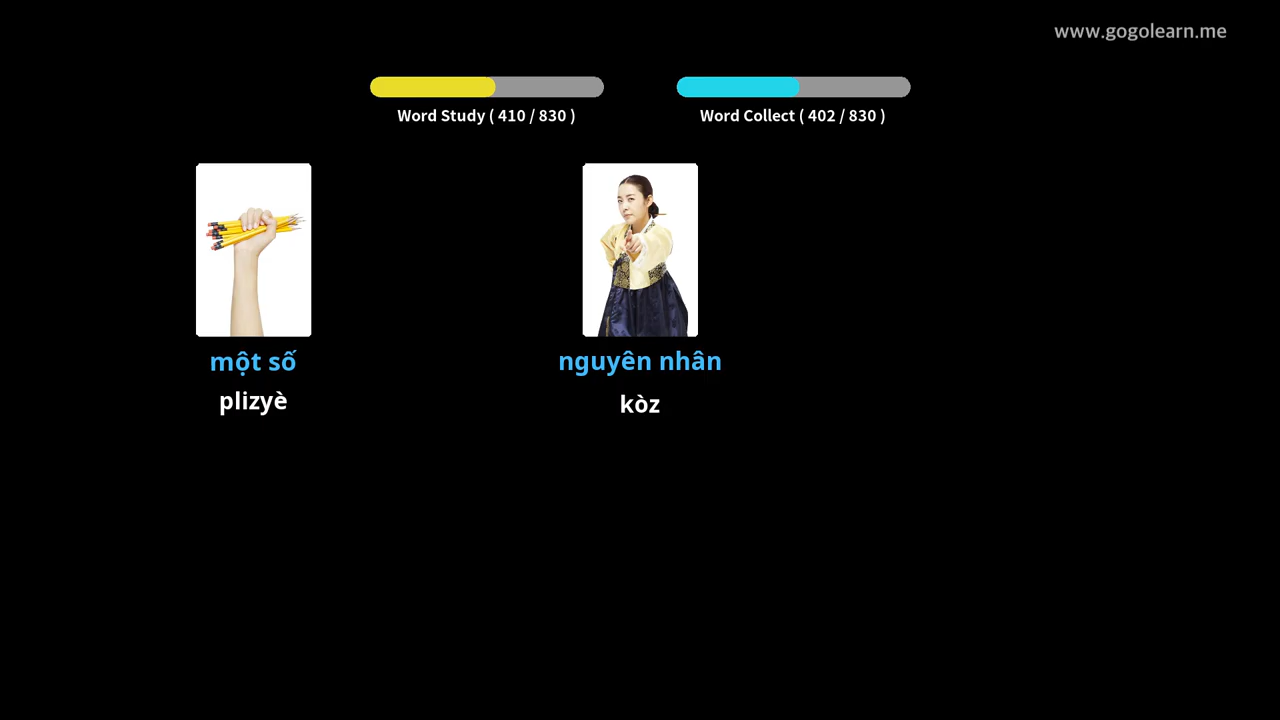 www.gogolearn.me
Word Study ( 410 / 830 )
Word Collect ( 402 / 830 )
một số
plizyè
nguyên nhân
kòz